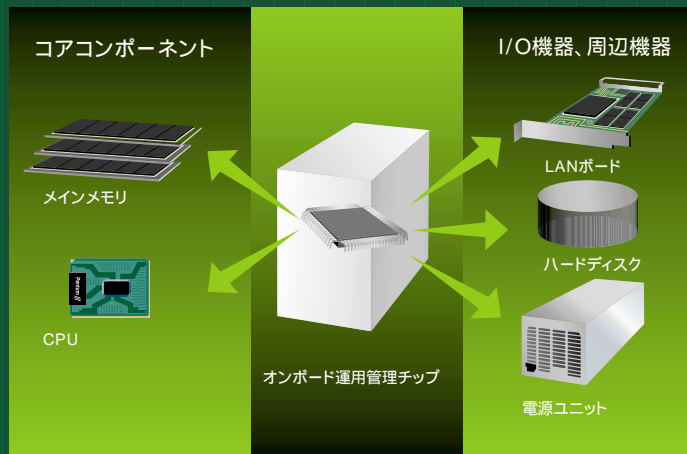 コアコンポーネント
メインメモリ
Pentium
CPU
オンボード運用管理チップ
I/O機器、周辺機器
LANボード
ハードディスク
電源ユニット